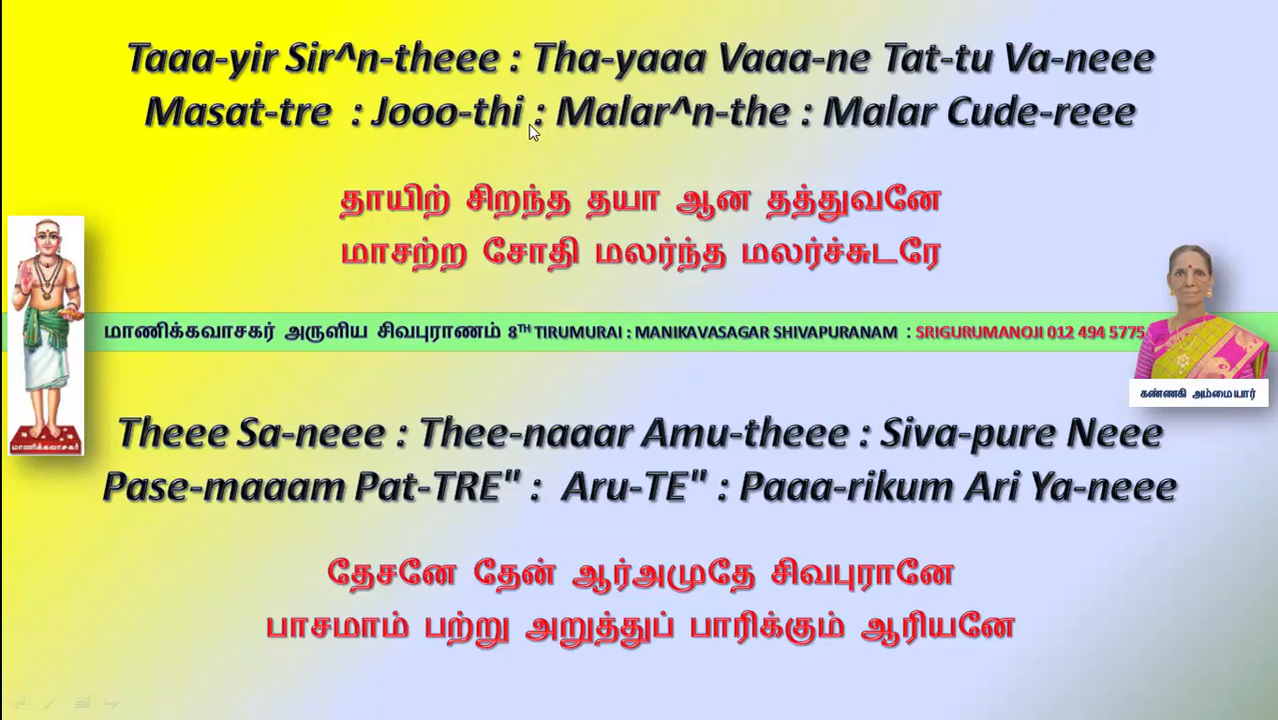 Taaa-yir Sir^n-theee : Tha-yaaa Vaaa-ne Tat-tu Va-neee
Masat-tre : Jooo-thi : Malar^n-the : Malar Cude-reee
தாயிற் சிறந்த தயா ஆன தத்துவனே
மாசற்ற சோதி மலர்ந்த மலர்ச்சுடரே
மாணிக்கவாசகர் அருளிய சிவபுராணம் 8TH TIRUMURAI : MANIKAVASAGAR SHIVAPURANAM : SRIGURUMANOJI 012 494 5775
மாணிக்கவாசகர்
கண்ணகி அம்மையார்
Theee Sa-neee : Thee-naaar Amu-theee : Siva-pure Neee
Pase-maaam Pat-TRE" : Aru-TE" : Paaa-rikum Ari Ya-neee
தேசனே தேன் ஆர்அமுதே சிவபுரானே
பாசமாம் பற்று அறுத்துப் பாரிக்கும் ஆரியனே